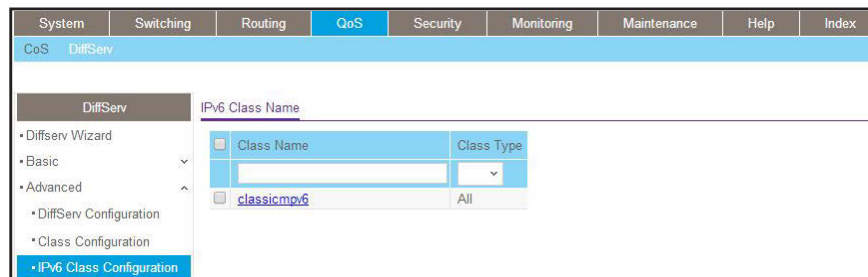 System Switching Routing QoS Security Monitoring Maintenance Help Index
CoS DiffServ
DiffServ
IPv6 Class Name
Diffserv Wizard
Basic
Advanced
DiffServ Configuration
Class Configuration
IPv6 Class Configuration
Class Name Class Type
classicmpv6 All